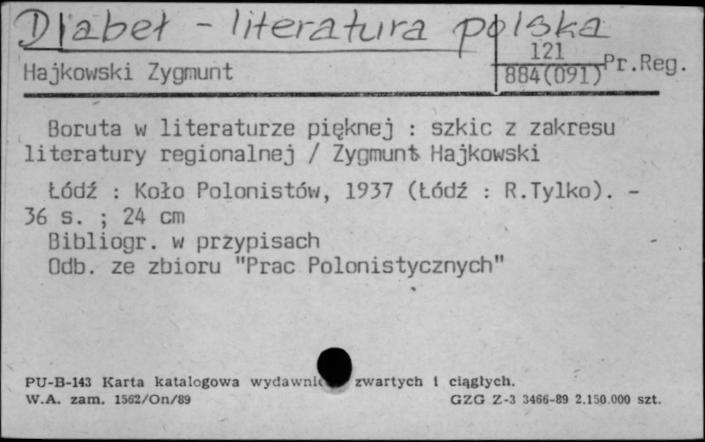 Diabeł - literatura polska
121
Hajkowski Zygmunt 884(091) Pr.Reg.
Boruta w literaturze pięknej : szkic z zakresu
literatury regionalnej / Zygmunt Hajkowski
Łódź : Koło Polonistów, 1937 (Łódź : R.Tylko). -
36 s. ; 24 cm
Bibliogr. w przypisach
Odb. ze zbioru "Prac Polonistycznych"
PU-B-143 Karta katalogowa zwartych i ciągłych.
W.A. zam. 1562/On/89 GZG Z-3 3466-89 2.150.000 szt.